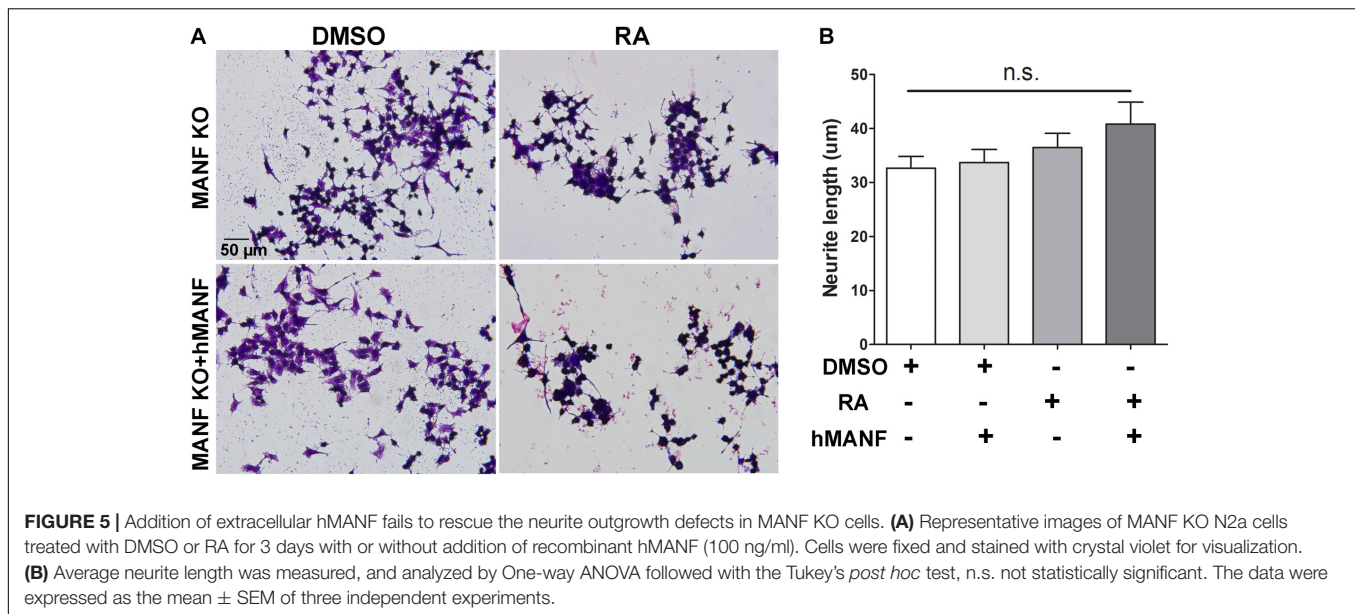 A
DMSO
RA
MANF KO
50 µm
MANF KO+hMANF
B
n.s.
Neurite length (um)
50
40
30
20
10
0
DMSO + + - -
RA - - + +
hMANF - + - +
FIGURE 5 | Addition of extracellular hMANF fails to rescue the neurite outgrowth defects in MANF KO cells. (A) Representative images of MANF KO N2a cells
treated with DMSO or RA for 3 days with or without addition of recombinant hMANF (100 ng/ml). Cells were fixed and stained with crystal violet for visualization.
(B) Average neurite length was measured, and analyzed by One-way ANOVA followed with the Tukey's post hoc test, n.s. not statistically significant. The data were
expressed as the mean ± SEM of three independent experiments.